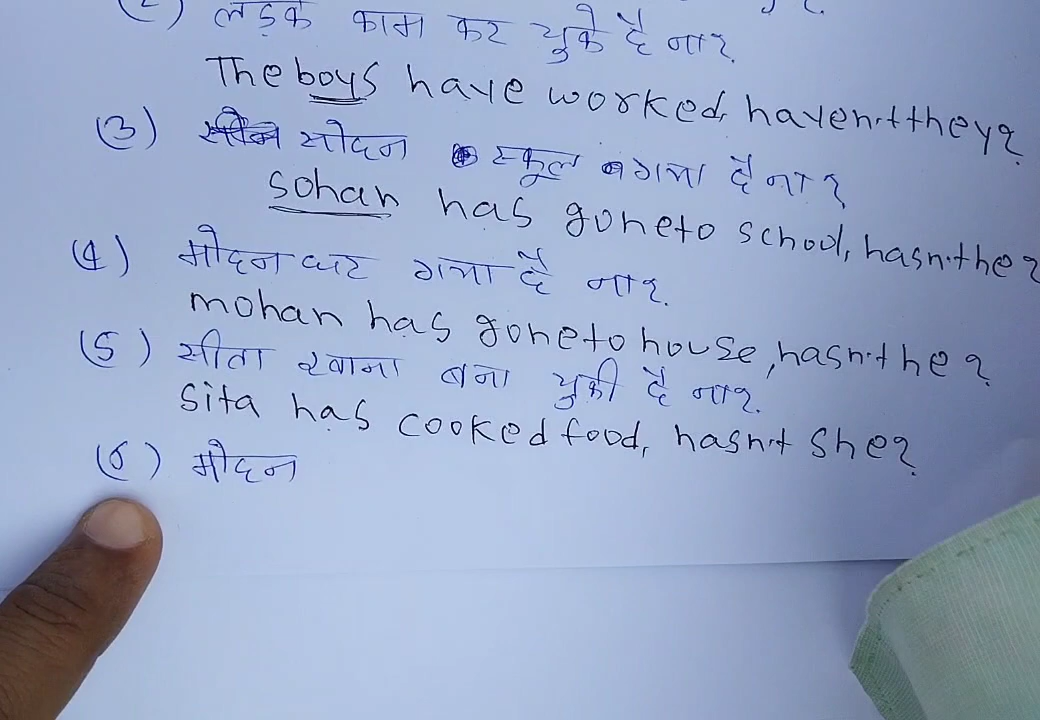 (2) लड़के काम कर चुके है ना?
The boys have worked, haven't they?
(3) सोहन स्कूल गया है ना?
Sohan has gone to school, hasn't he?
(4) मोहन घर गया है ना?
mohan has gone to house, hasn't he?
(5) सीता खाना बना चुकी है ना?
Sita has cooked food, hasn't she?
(6) मोहन